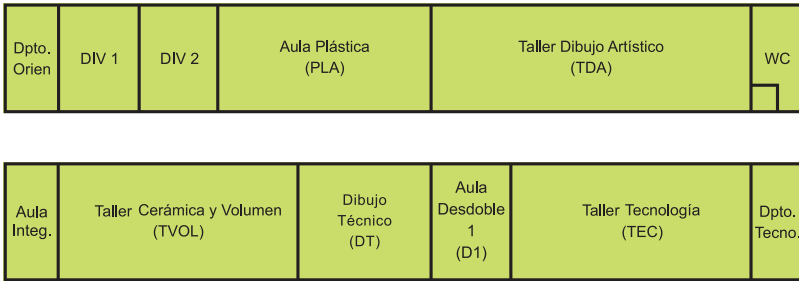 Dpto.
Orien
DIV 1
DIV 2
Aula Plástica
(PLA)
Taller Dibujo Artístico
(TDA)
WC
Aula
Integ.
Taller Cerámica y Volumen
(TVOL)
Dibujo
Técnico
(DT)
Aula
Desdoble
1
(D1)
Taller Tecnología
(TEC)
Dpto.
Tecno.